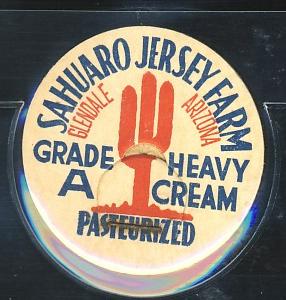 SAHUARO JERSEY FARM
GLENDALE ARIZONA
GRADE A
HEAVY CREAM
PASTEURIZED